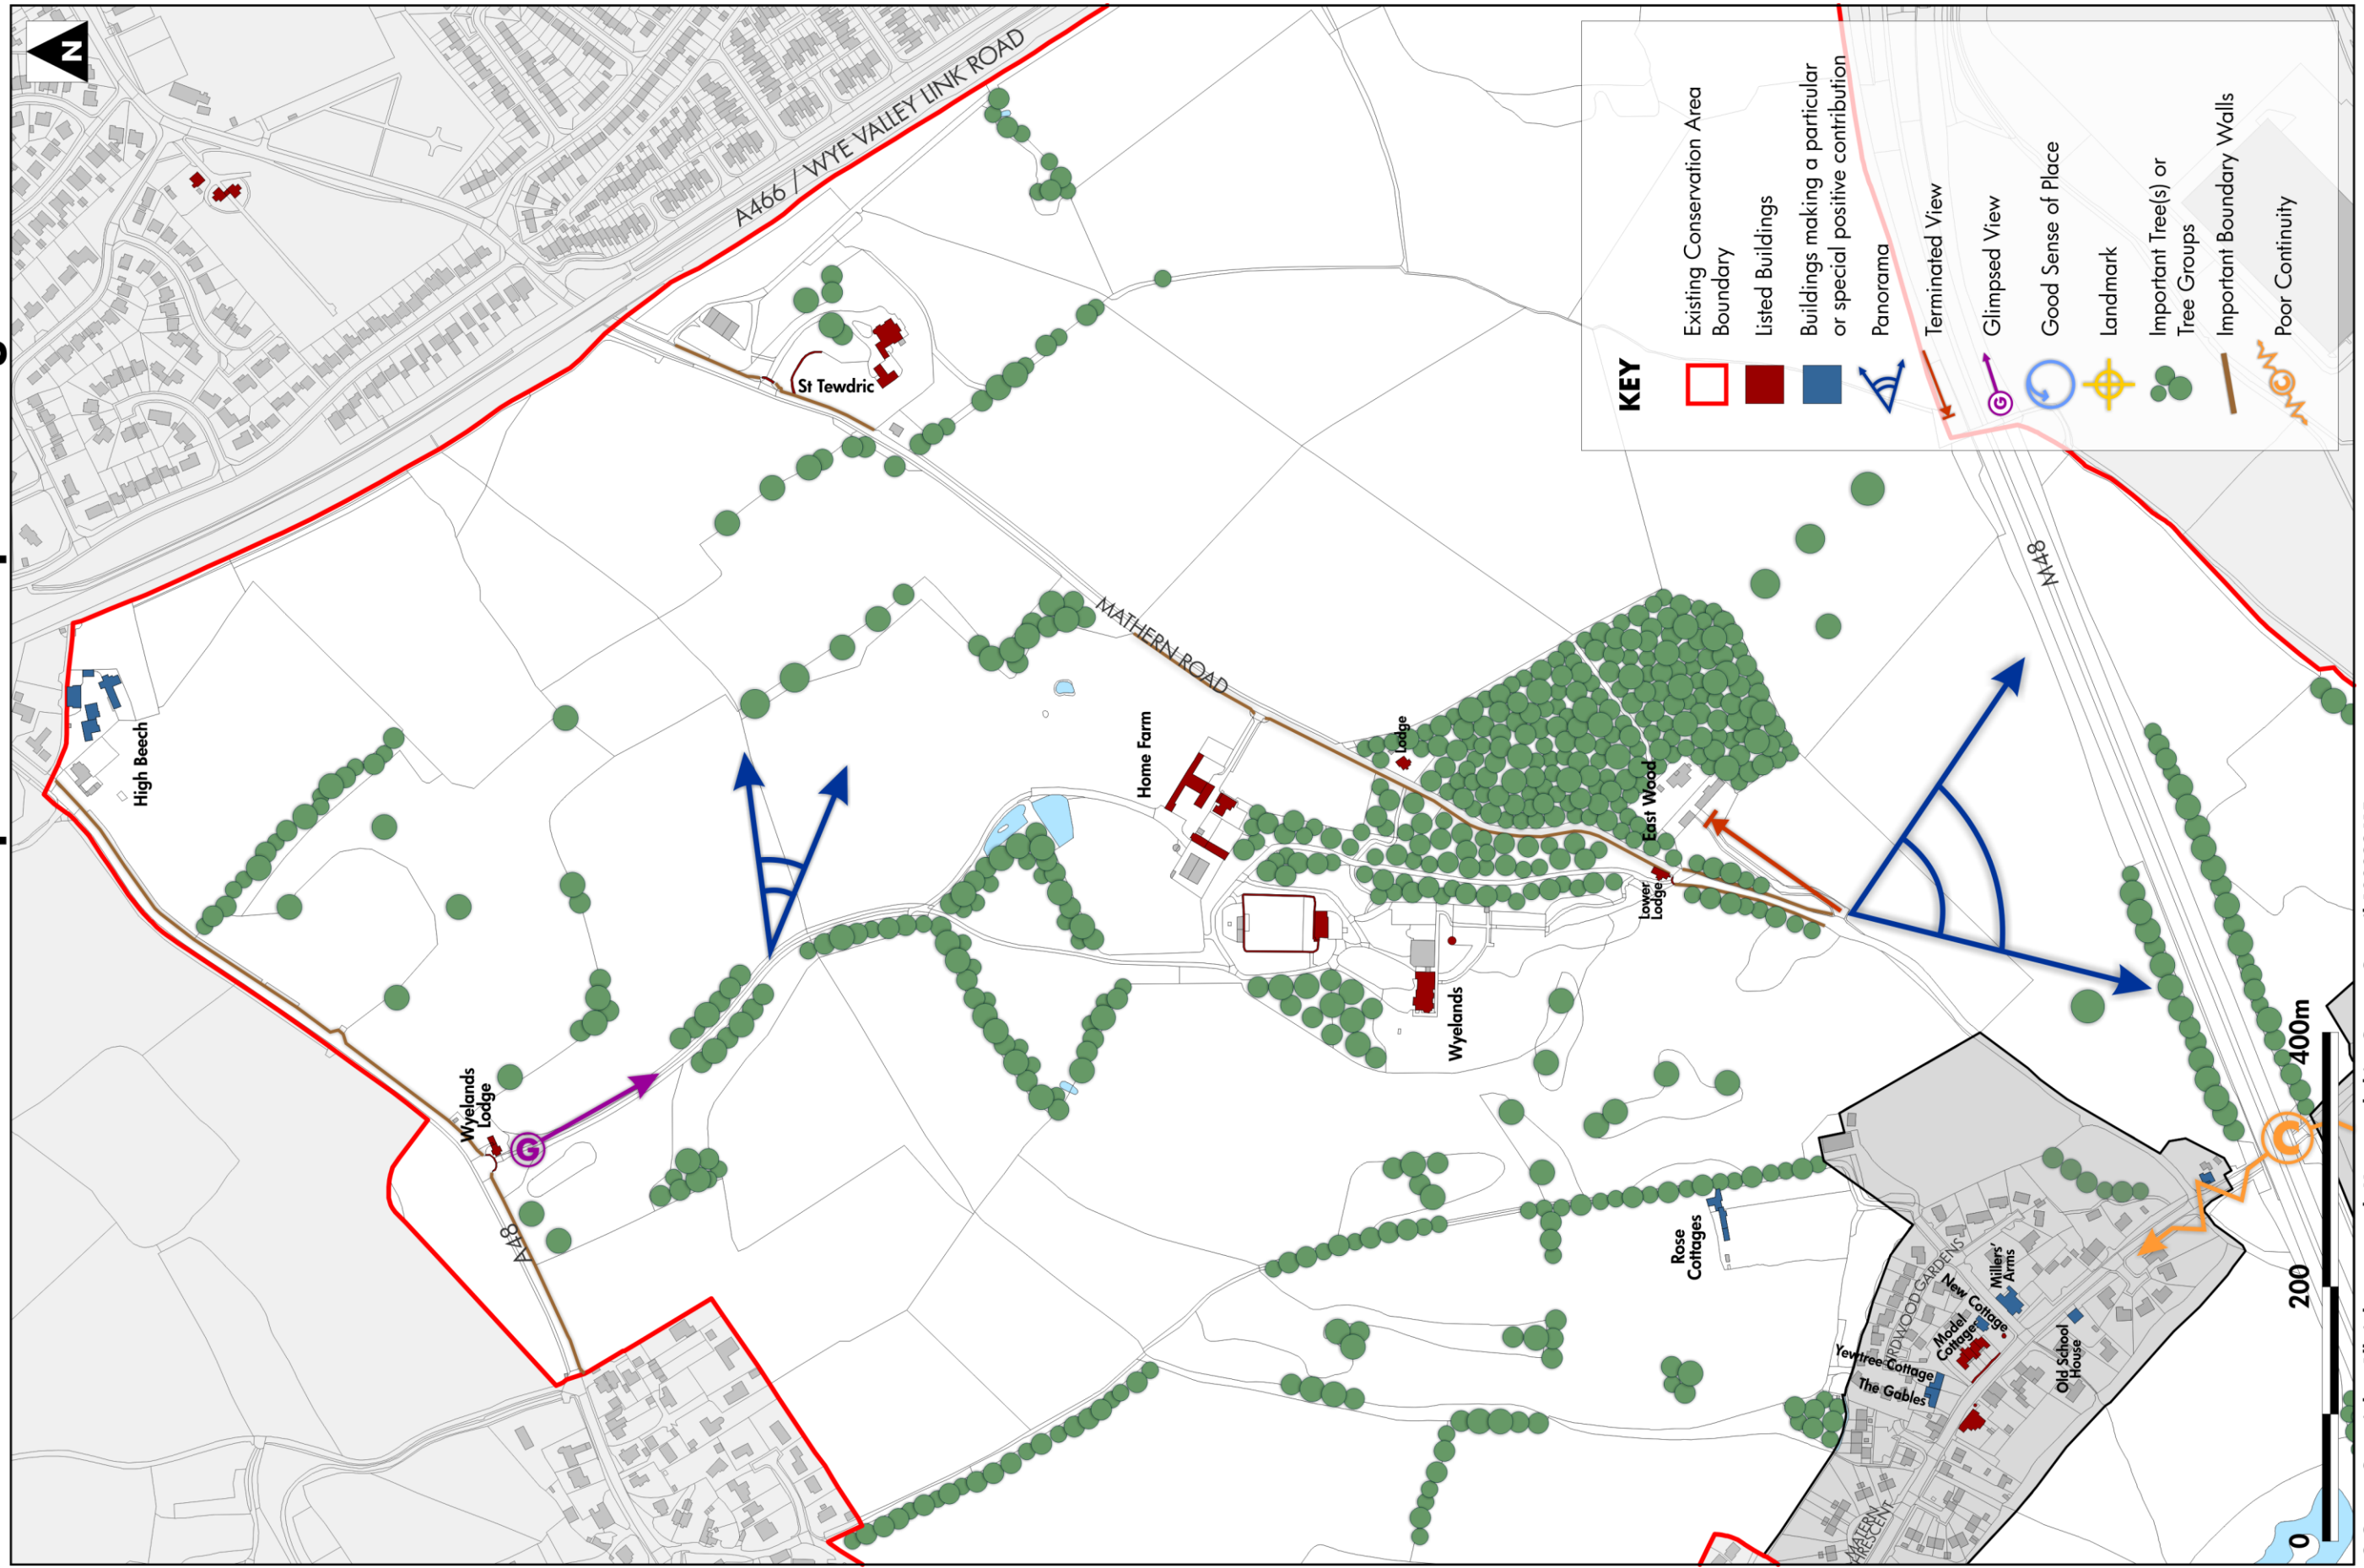 N
A466 / WYE VALLEY LINK ROAD
High Beech
St Tewdric
MATHERN ROAD
Home Farm
Lodge
East Wood
Lower
Lodge
Wyelands
Wyelands
Lodge
G
A48
M48
Rose
Cottages
Millers'
Arms
New Cottage
Model
Cottages
Yewtree Cottage
The Gables
Old School
House
C
0
200
400m
KEY
Existing Conservation Area
Boundary
Listed Buildings
Buildings making a particular
or special positive contribution
Panorama
Terminated View
G
Glimpsed View
Good Sense of Place
Landmark
Important Tree(s) or
Tree Groups
Important Boundary Walls
C
Poor Continuity